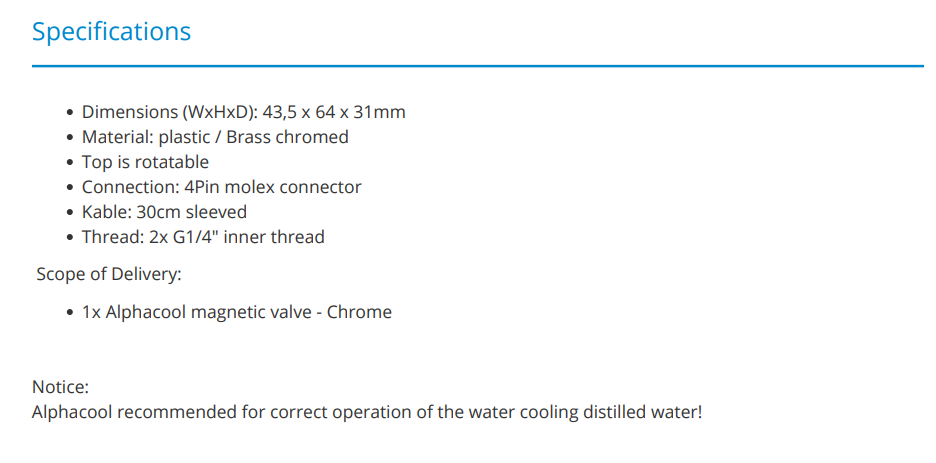 Specifications
Dimensions (WxHxD): 43,5 x 64 x 31mm
Material: plastic / Brass chromed
Top is rotatable
Connection: 4Pin molex connector
Kable: 30cm sleeved
Thread: 2x G1/4" inner thread
Scope of Delivery:
1x Alphacool magnetic valve - Chrome
Notice:
Alphacool recommended for correct operation of the water cooling distilled water!